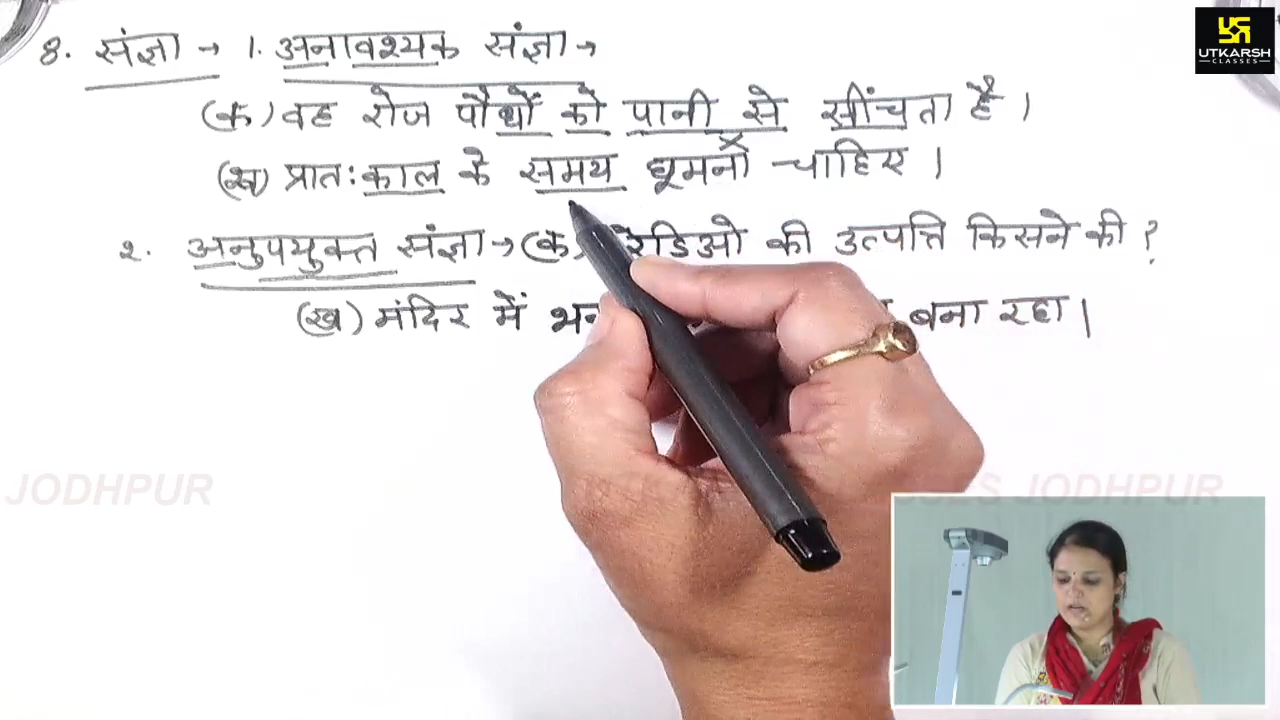 8. संज्ञा → 1. अनावश्यक संज्ञा →
(क) वह रोज पौधों को पानी से सींचता है।
(ख) प्रातःकाल के समय घूमना चाहिए।
२. अनुपयुक्त संज्ञा → (क) रेडिओ की उत्पत्ति किसने की ?
(ख) मंदिर में बना रहा।
UTKARSH
CLASSES
JODHPUR
JODHPUR